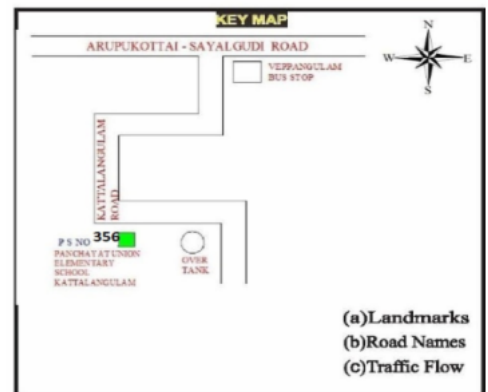 KEY MAP
ARUPUKOTTAI - SAYALGUDI ROAD
N
W
E
S
VEPPANGULAM
BUS STOP
KATTALANGULAM
ROAD
P S NO 356
PANCHAYAT UNION
ELEMENTARY
SCHOOL
KATTALANGULAM
OVER
TANK
(a)Landmarks
(b)Road Names
(c)Traffic Flow